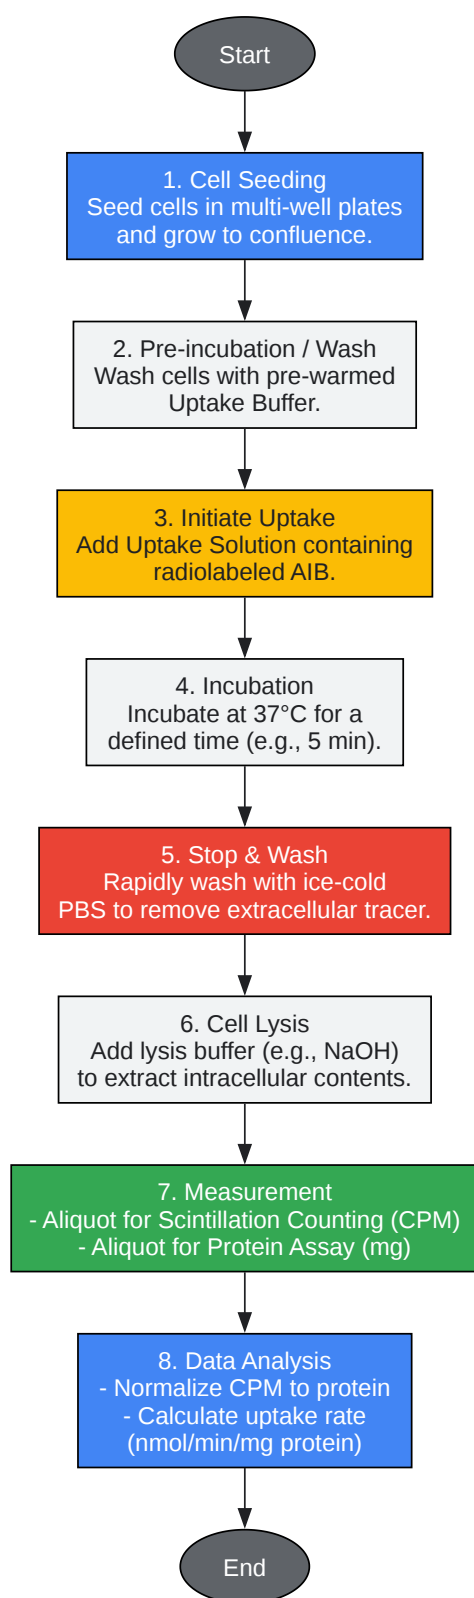 Start
1. Cell Seeding
Seed cells in multi-well plates
and grow to confluence.
2. Pre-incubation / Wash
Wash cells with pre-warmed
Uptake Buffer.
3. Initiate Uptake
Add Uptake Solution containing
radiolabeled AIB.
4. Incubation
Incubate at 37°C for a
defined time (e.g., 5 min).
5. Stop & Wash
Rapidly wash with ice-cold
PBS to remove extracellular tracer.
6. Cell Lysis
Add lysis buffer (e.g., NaOH)
to extract intracellular contents.
7. Measurement
- Aliquot for Scintillation Counting (CPM)
- Aliquot for Protein Assay (mg)
8. Data Analysis
- Normalize CPM to protein
- Calculate uptake rate
(nmol/min/mg protein)
End